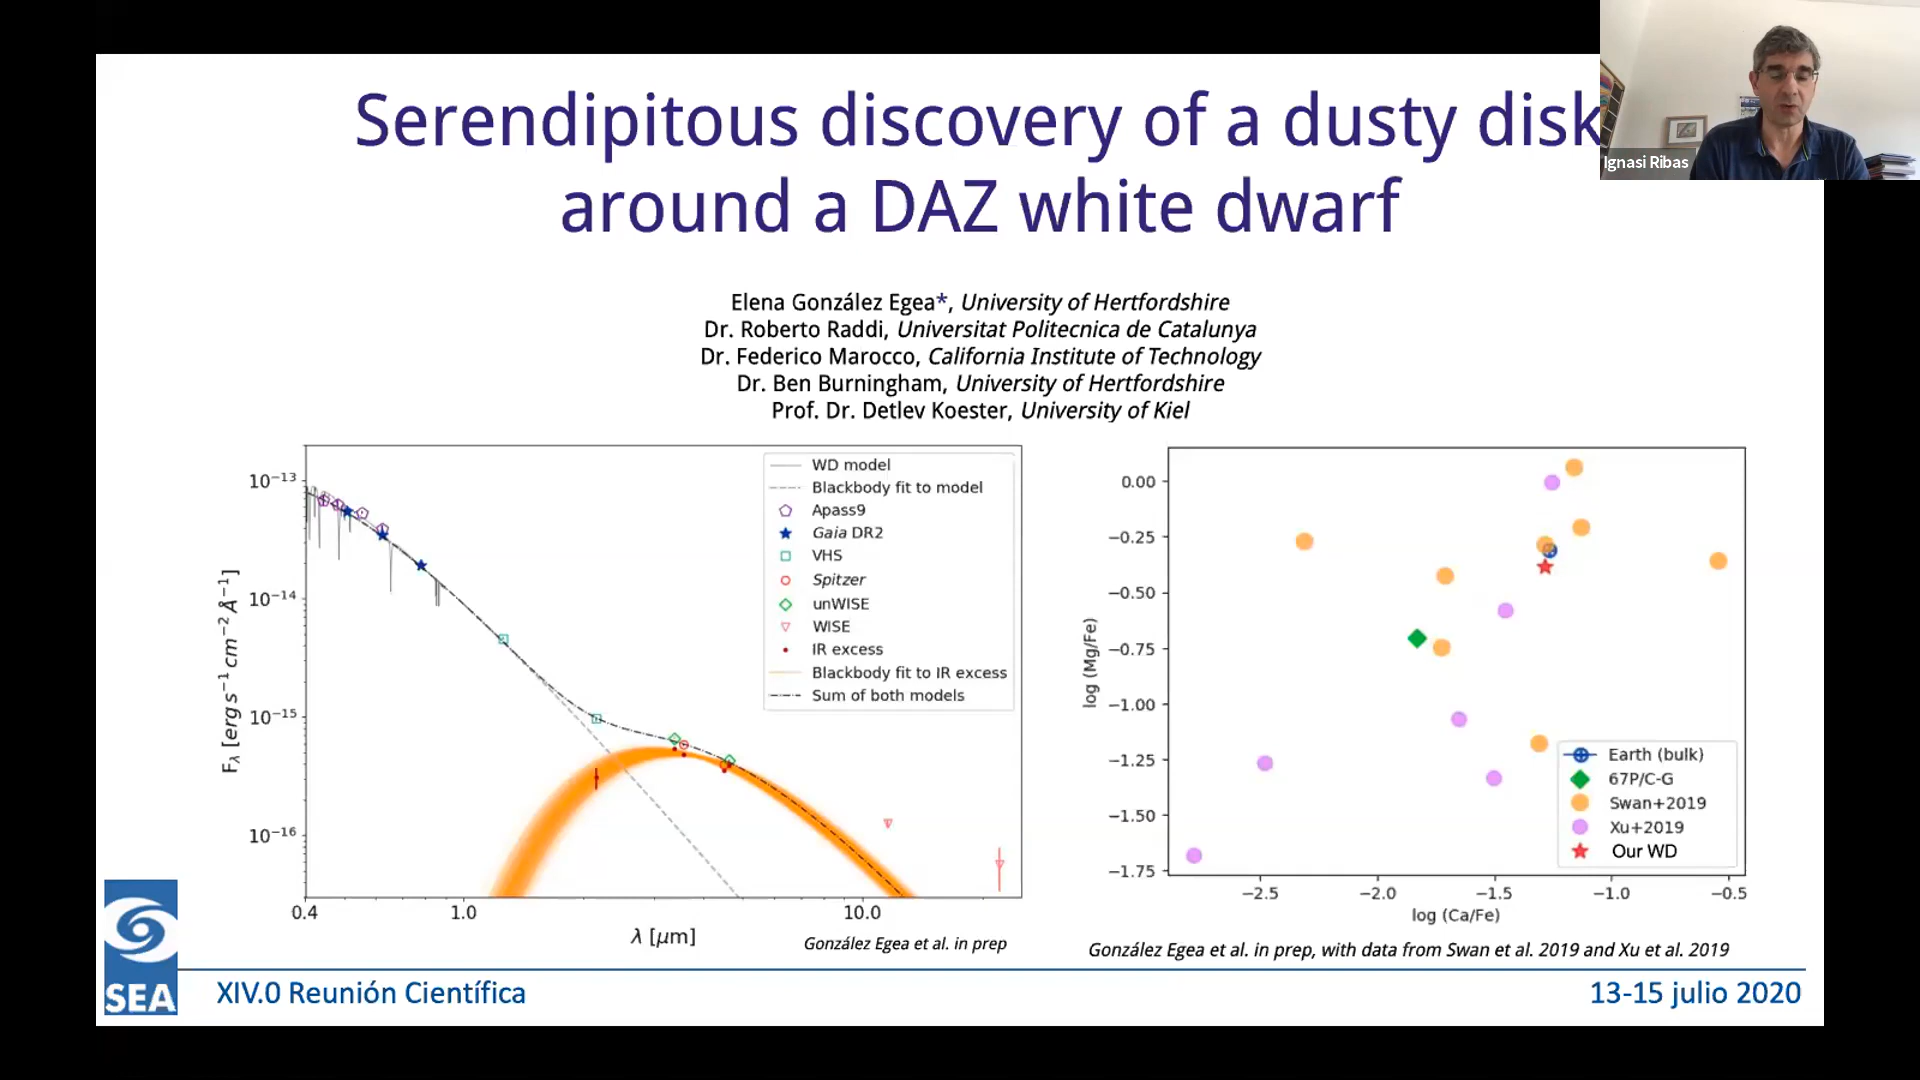 Serendipitous discovery of a dusty disk
around a DAZ white dwarf
Ignasi Ribas
Elena González Egea*, University of Hertfordshire
Dr. Roberto Raddi, Universitat Politecnica de Catalunya
Dr. Federico Marocco, California Institute of Technology
Dr. Ben Burningham, University of Hertfordshire
Prof. Dr. Detlev Koester, University of Kiel
10⁻¹³
10⁻¹⁴
10⁻¹⁵
10⁻¹⁶
Fλ [erg s⁻¹ cm⁻² Å⁻¹]
WD model
Blackbody fit to model
Apass9
Gaia DR2
VHS
Spitzer
unWISE
WISE
IR excess
Blackbody fit to IR excess
Sum of both models
0.4 1.0 10.0
λ [μm]
González Egea et al. in prep
0.00
−0.25
−0.50
−0.75
−1.00
−1.25
−1.50
−1.75
log (Mg/Fe)
Earth (bulk)
67P/C-G
Swan+2019
Xu+2019
Our WD
−2.5 −2.0 −1.5 −1.0 −0.5
log (Ca/Fe)
González Egea et al. in prep, with data from Swan et al. 2019 and Xu et al. 2019
SEA
XIV.0 Reunión Científica
13-15 julio 2020